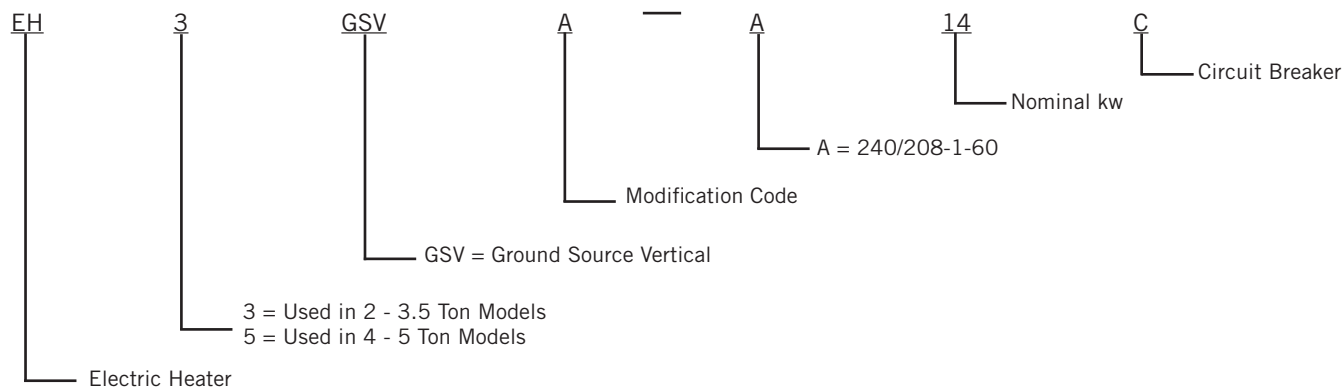 EH 3 GSV A — A 14 C
Circuit Breaker
Nominal kw
A = 240/208-1-60
Modification Code
GSV = Ground Source Vertical
3 = Used in 2 - 3.5 Ton Models
5 = Used in 4 - 5 Ton Models
Electric Heater